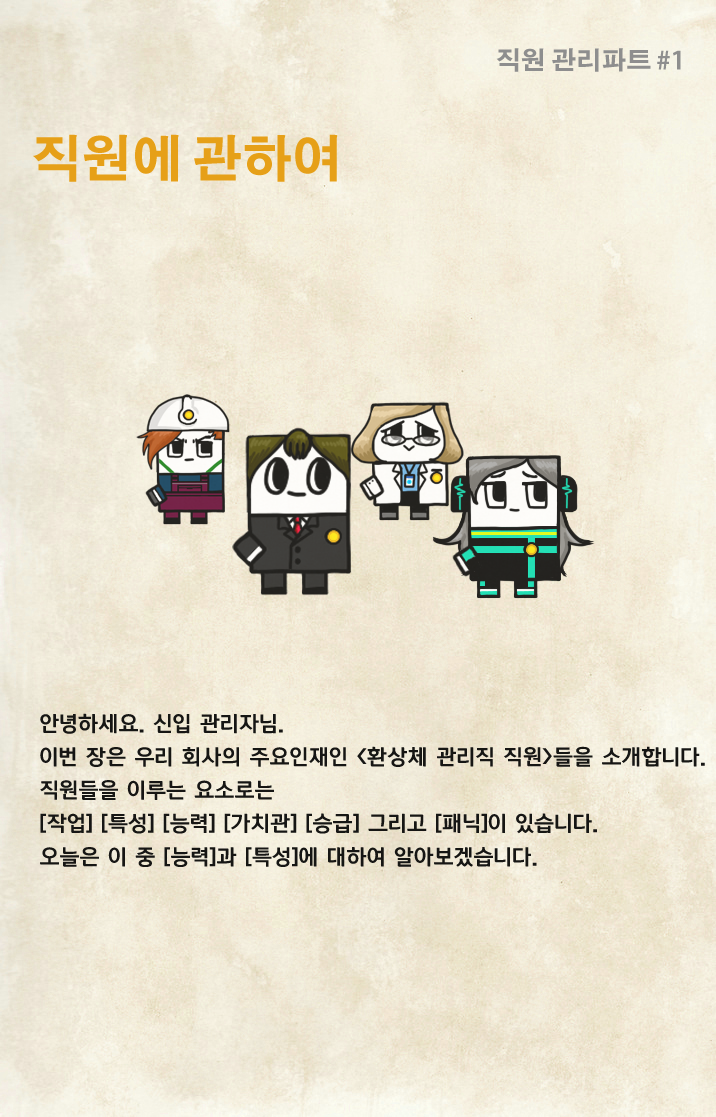 직원 관리파트 #1
직원에 관하여
안녕하세요. 신입 관리자님.
이번 장은 우리 회사의 주요인재인 <환상체 관리직 직원>들을 소개합니다.
직원들을 이루는 요소로는
[작업] [특성] [능력] [가치관] [승급] 그리고 [패닉]이 있습니다.
오늘은 이 중 [능력]과 [특성]에 대하여 알아보겠습니다.